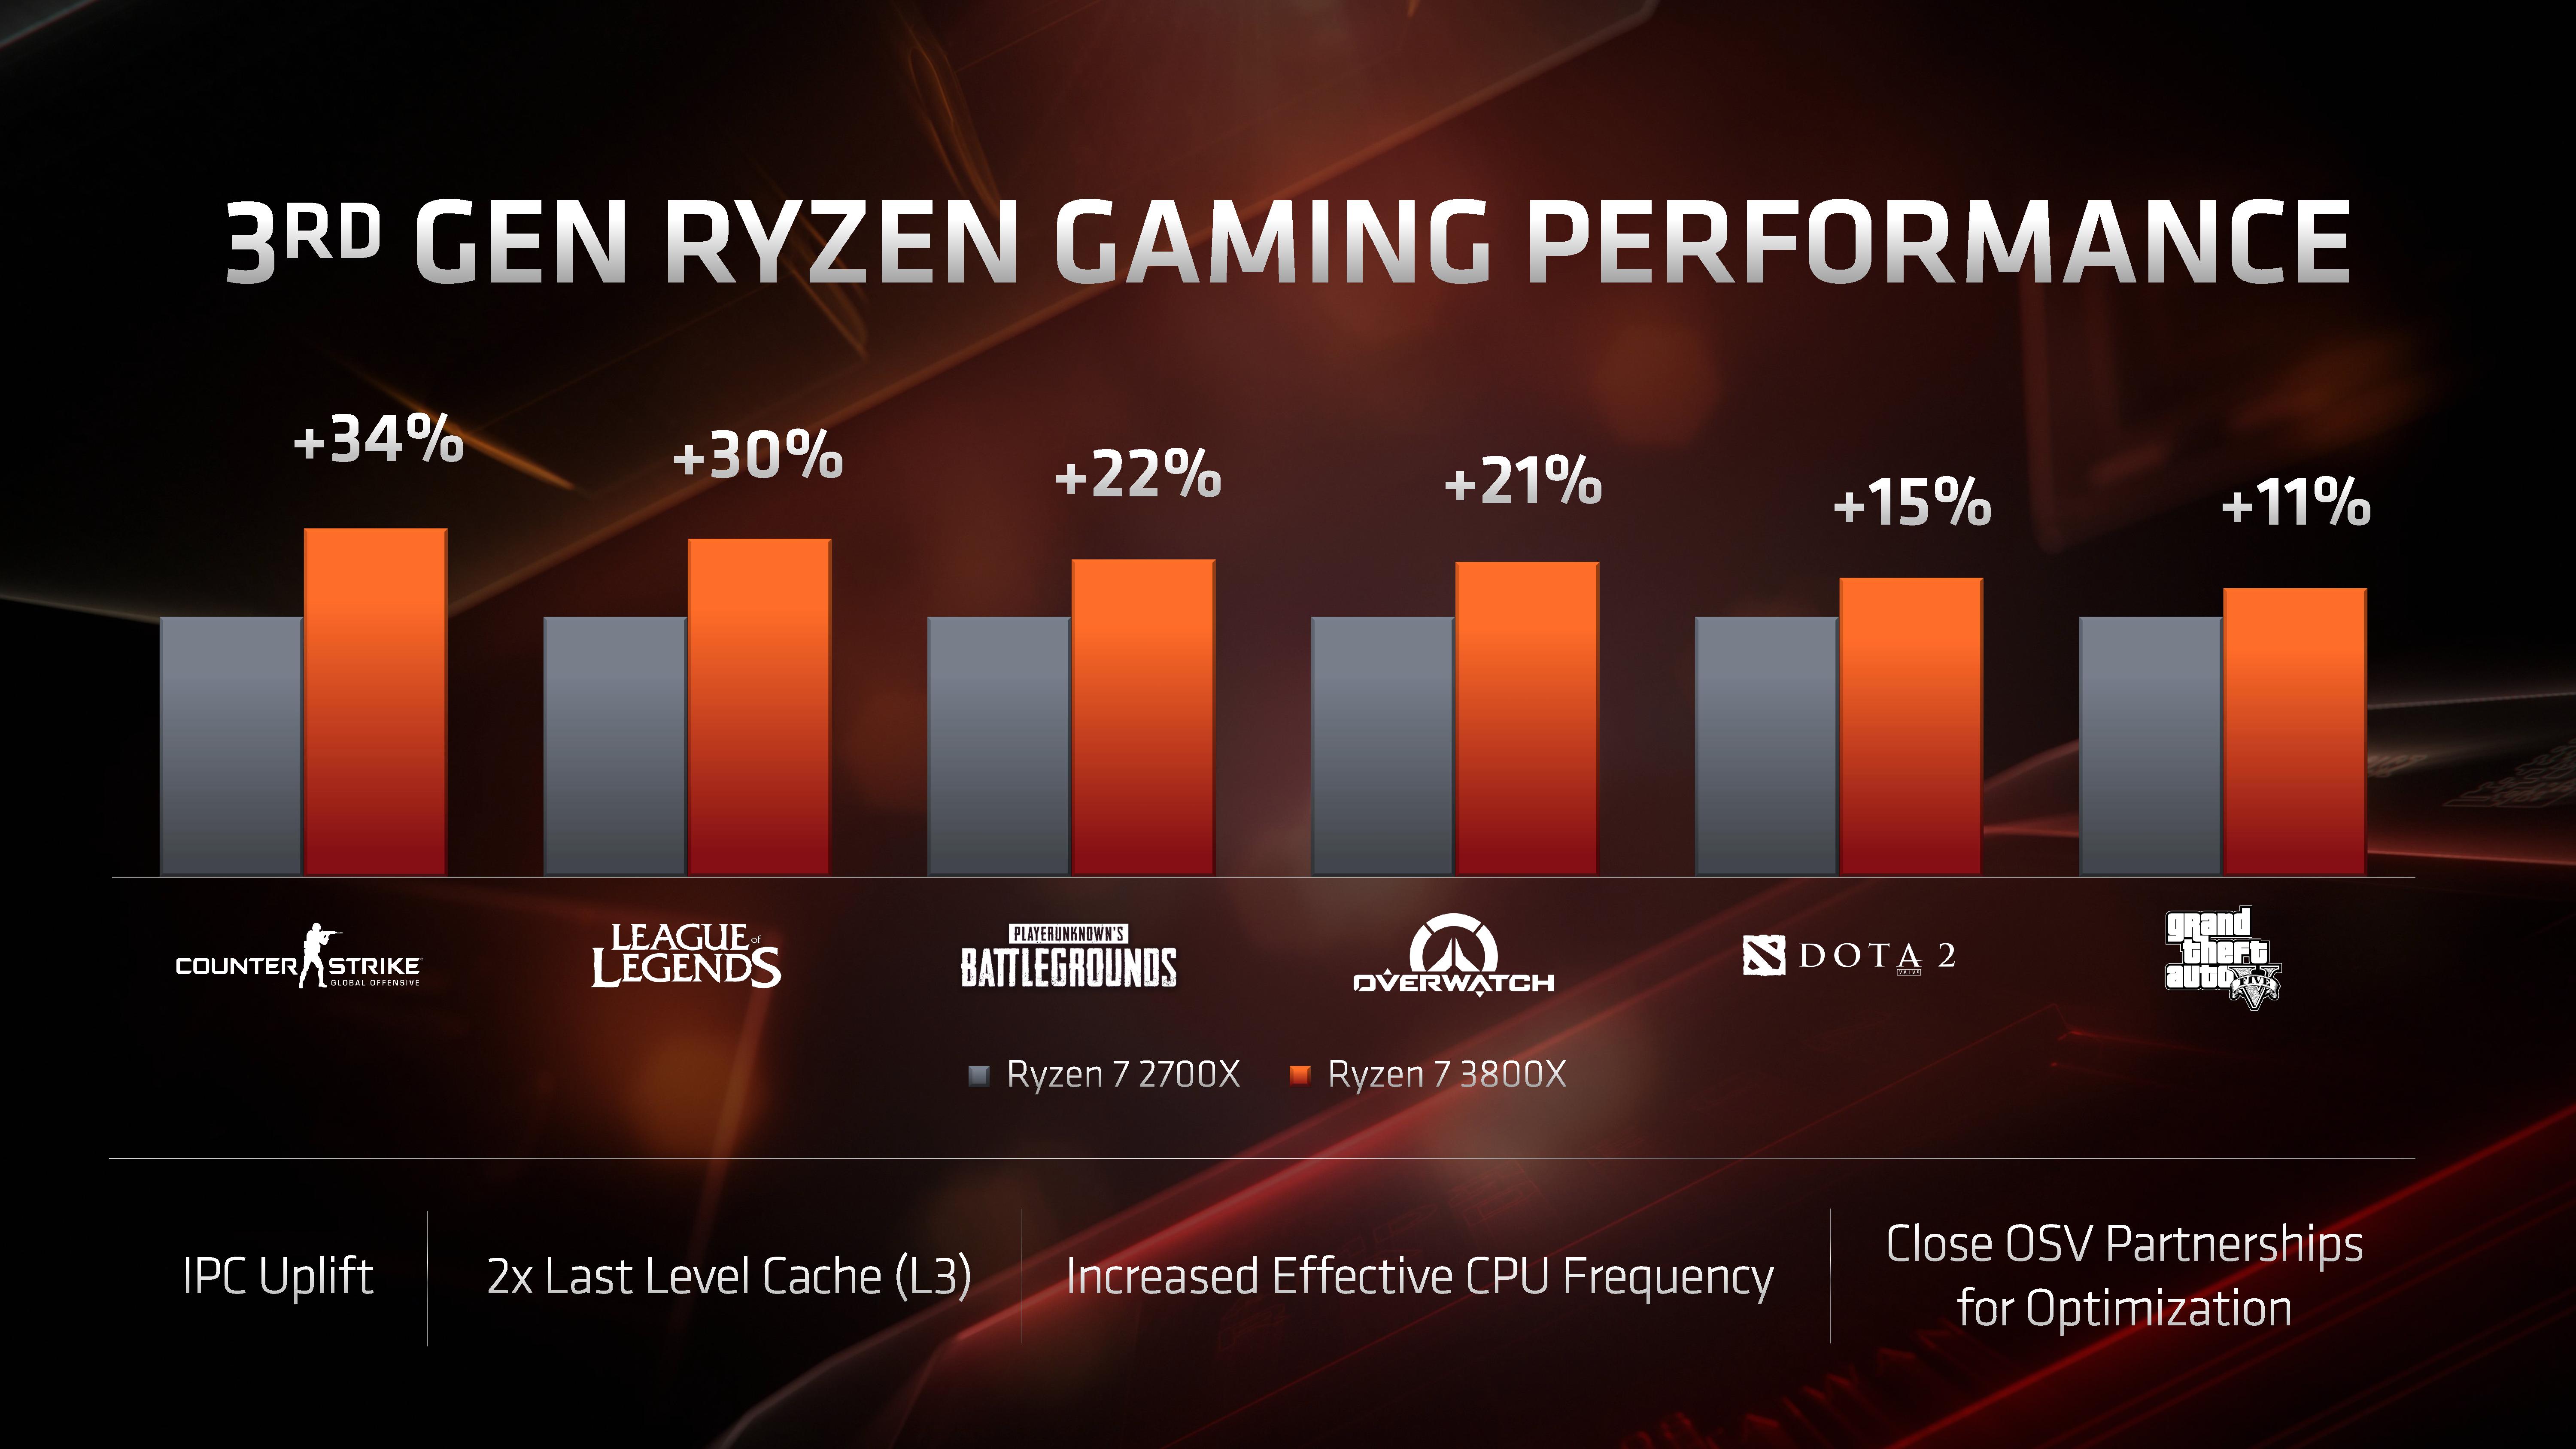 3RD GEN RYZEN GAMING PERFORMANCE
+34%
+30%
+22%
+21%
+15%
+11%
COUNTER STRIKE
GLOBAL OFFENSIVE
LEAGUE of
LEGENDS
PLAYERUNKNOWN'S
BATTLEGROUNDS
OVERWATCH
DOTA 2
VALVE
grand
theft
auto
FIVE
V
Ryzen 7 2700X
Ryzen 7 3800X
IPC Uplift
2x Last Level Cache (L3)
Increased Effective CPU Frequency
Close OSV Partnerships
for Optimization